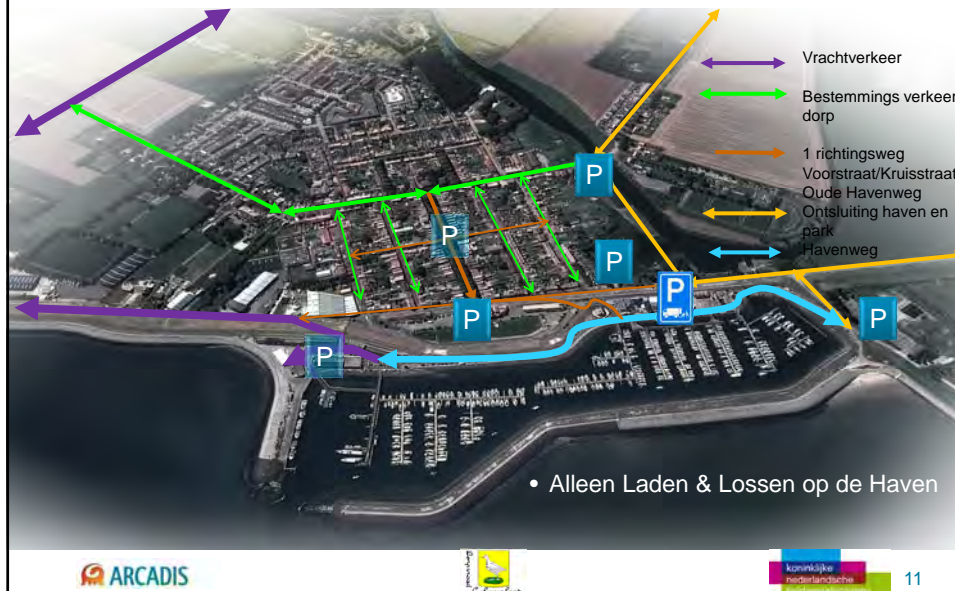 Vrachtverkeer
Bestemmings verkeer
dorp
1 richtingsweg
Voorstraat/Kruisstraat
Oude Havenweg
Ontsluiting haven en
park
Havenweg
P
P
P
P
P
P
P
• Alleen Laden & Lossen op de Haven
ARCADIS
koninklijke
nederlandsche
11